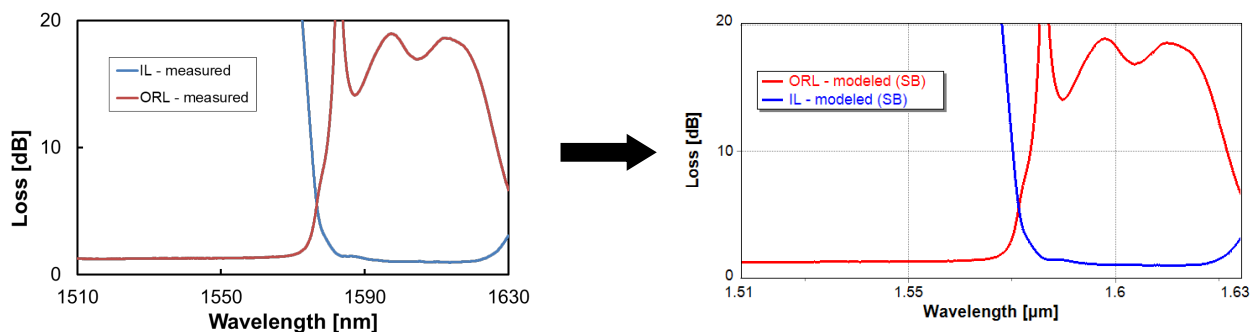 20
10
0
Loss [dB]
IL - measured
ORL - measured
1510
1550
1590
1630
Wavelength [nm]
20
10
0
Loss [dB]
ORL - modeled (SB)
IL - modeled (SB)
1.51
1.55
1.6
1.63
Wavelength [µm]